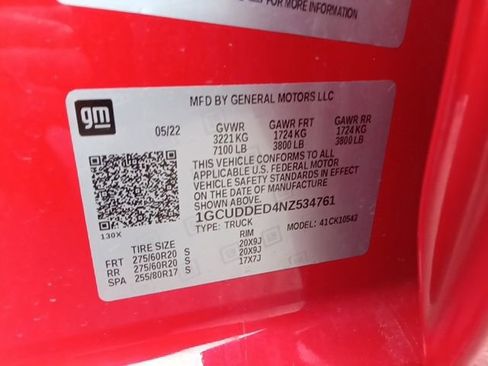 FOR MORE INFORMATION
gm
MFD BY GENERAL MOTORS LLC
05/22 GVWR GAWR FRT GAWR RR
3221 KG 1724 KG 1724 KG
7100 LB 3800 LB 3800 LB
THIS VEHICLE CONFORMS TO ALL
APPLICABLE U.S. FEDERAL MOTOR
VEHICLE SAFETY STANDARDS IN EFFECT
ON THE DATE OF MANUFACTURE
1GCUDDED4NZ534761
130X TYPE: TRUCK MODEL: 41CK10543
TIRE SIZE RIM
FRT 275/60R20 S 20X9J
RR 275/60R20 S 20X9J
SPA 255/80R17 S 17X7J